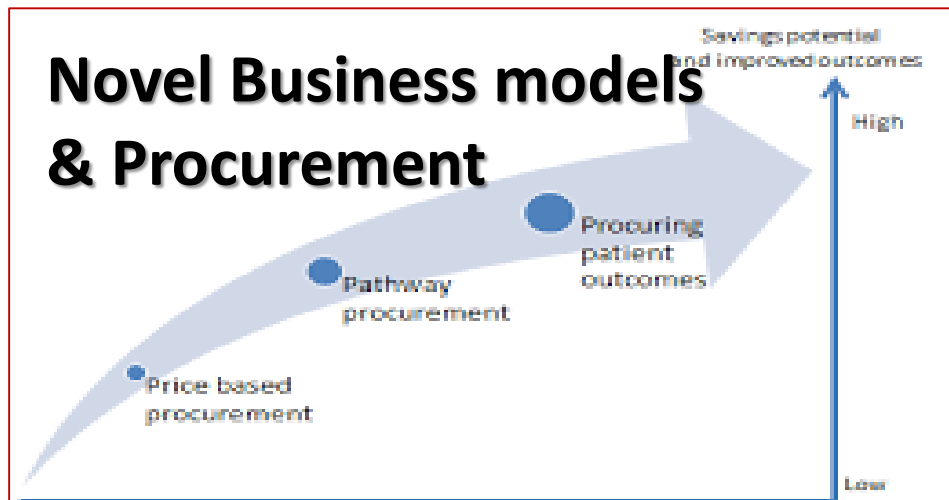 Novel Business models
& Procurement
Savings potential
and improved outcomes
High
Procuring
patient
outcomes
Pathway
procurement
Price based
procurement
Low